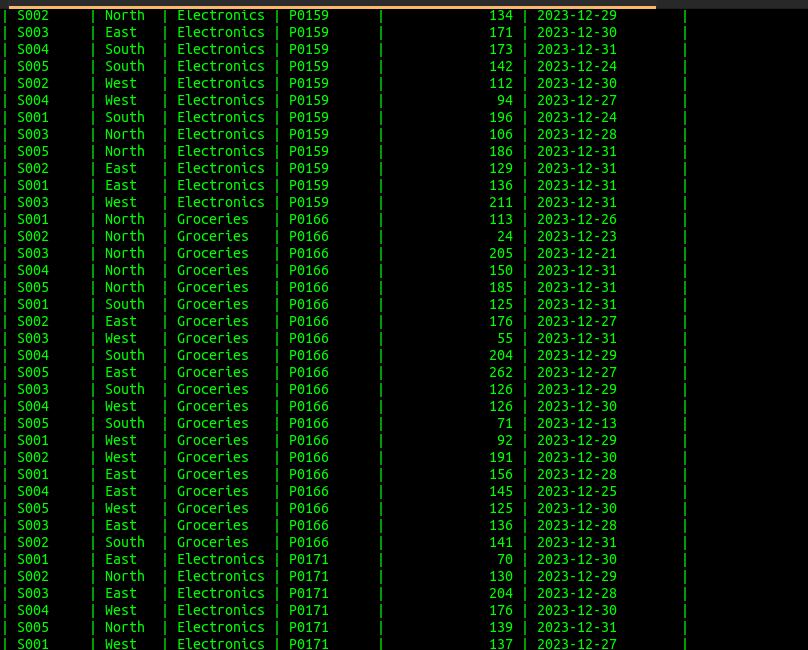 | S002 | North | Electronics | P0159 | 134 | 2023-12-29 |
| S003 | East | Electronics | P0159 | 171 | 2023-12-30 |
| S004 | South | Electronics | P0159 | 173 | 2023-12-31 |
| S005 | South | Electronics | P0159 | 142 | 2023-12-24 |
| S002 | West | Electronics | P0159 | 112 | 2023-12-30 |
| S004 | West | Electronics | P0159 | 94 | 2023-12-27 |
| S001 | South | Electronics | P0159 | 196 | 2023-12-24 |
| S003 | North | Electronics | P0159 | 106 | 2023-12-28 |
| S005 | North | Electronics | P0159 | 186 | 2023-12-31 |
| S002 | East | Electronics | P0159 | 129 | 2023-12-31 |
| S001 | East | Electronics | P0159 | 136 | 2023-12-31 |
| S003 | West | Electronics | P0159 | 211 | 2023-12-31 |
| S001 | North | Groceries | P0166 | 113 | 2023-12-26 |
| S002 | North | Groceries | P0166 | 24 | 2023-12-23 |
| S003 | North | Groceries | P0166 | 205 | 2023-12-21 |
| S004 | North | Groceries | P0166 | 150 | 2023-12-31 |
| S005 | North | Groceries | P0166 | 185 | 2023-12-31 |
| S001 | South | Groceries | P0166 | 125 | 2023-12-31 |
| S002 | East | Groceries | P0166 | 176 | 2023-12-27 |
| S003 | West | Groceries | P0166 | 55 | 2023-12-31 |
| S004 | South | Groceries | P0166 | 204 | 2023-12-29 |
| S005 | East | Groceries | P0166 | 262 | 2023-12-27 |
| S003 | South | Groceries | P0166 | 126 | 2023-12-29 |
| S004 | West | Groceries | P0166 | 126 | 2023-12-30 |
| S005 | South | Groceries | P0166 | 71 | 2023-12-13 |
| S001 | West | Groceries | P0166 | 92 | 2023-12-29 |
| S002 | West | Groceries | P0166 | 191 | 2023-12-30 |
| S001 | East | Groceries | P0166 | 156 | 2023-12-28 |
| S004 | East | Groceries | P0166 | 145 | 2023-12-25 |
| S005 | West | Groceries | P0166 | 125 | 2023-12-30 |
| S003 | East | Groceries | P0166 | 136 | 2023-12-28 |
| S002 | South | Groceries | P0166 | 141 | 2023-12-31 |
| S001 | East | Electronics | P0171 | 70 | 2023-12-30 |
| S002 | North | Electronics | P0171 | 130 | 2023-12-29 |
| S003 | East | Electronics | P0171 | 204 | 2023-12-28 |
| S004 | West | Electronics | P0171 | 176 | 2023-12-30 |
| S005 | North | Electronics | P0171 | 139 | 2023-12-31 |
| S001 | West | Electronics | P0171 | 137 | 2023-12-27 |